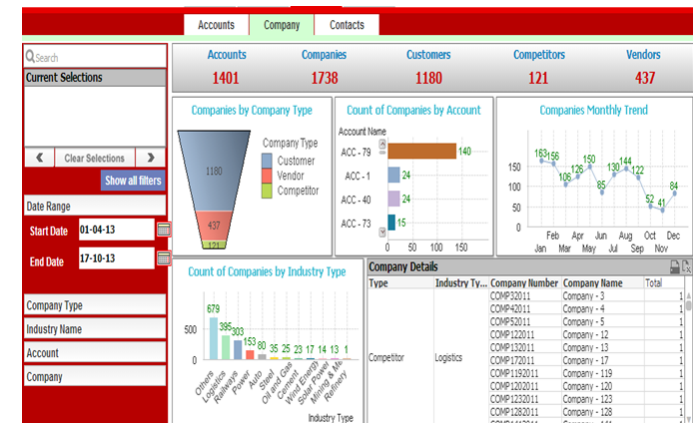 Accounts Company Contacts
Search
Current Selections
Clear Selections
Show all filters
Date Range
Start Date 01-04-13
End Date 17-10-13
Company Type
Industry Name
Account
Company
Accounts Companies Customers Competitors Vendors
1401 1738 1180 121 437
Companies by Company Type
1180
437
121
Company Type
Customer
Vendor
Competitor
Count of Companies by Account
Account Name
ACC - 79 140
ACC - 1 24
ACC - 40 24
ACC - 73 15
0 50 100 150
Companies Monthly Trend
150
100
50
0
163 156 106 126 150 85 130 144 122 52 41 84
Feb Apr Jun Aug Oct Dec
Jan Mar May Jul Sep Nov
Count of Companies by Industry Type
500
0
679 395 303 153 80 35 25 23 17 14 13 1
Others Logistics Railways Power Auto Steel Oil and Gas Cement Wind Energy Solar Power Mining & Me Refinery
Industry Type
Company Details
Type Industry Ty... Company Number Company Name Total
COMP32011 Company - 3 1
COMP42011 Company - 4 1
COMP52011 Company - 5 1
COMP122011 Company - 12 1
COMP132011 Company - 13 1
Competitor Logistics COMP172011 Company - 17 1
COMP1192011 Company - 119 1
COMP1202011 Company - 120 1
COMP1232011 Company - 123 1
COMP1282011 Company - 128 1